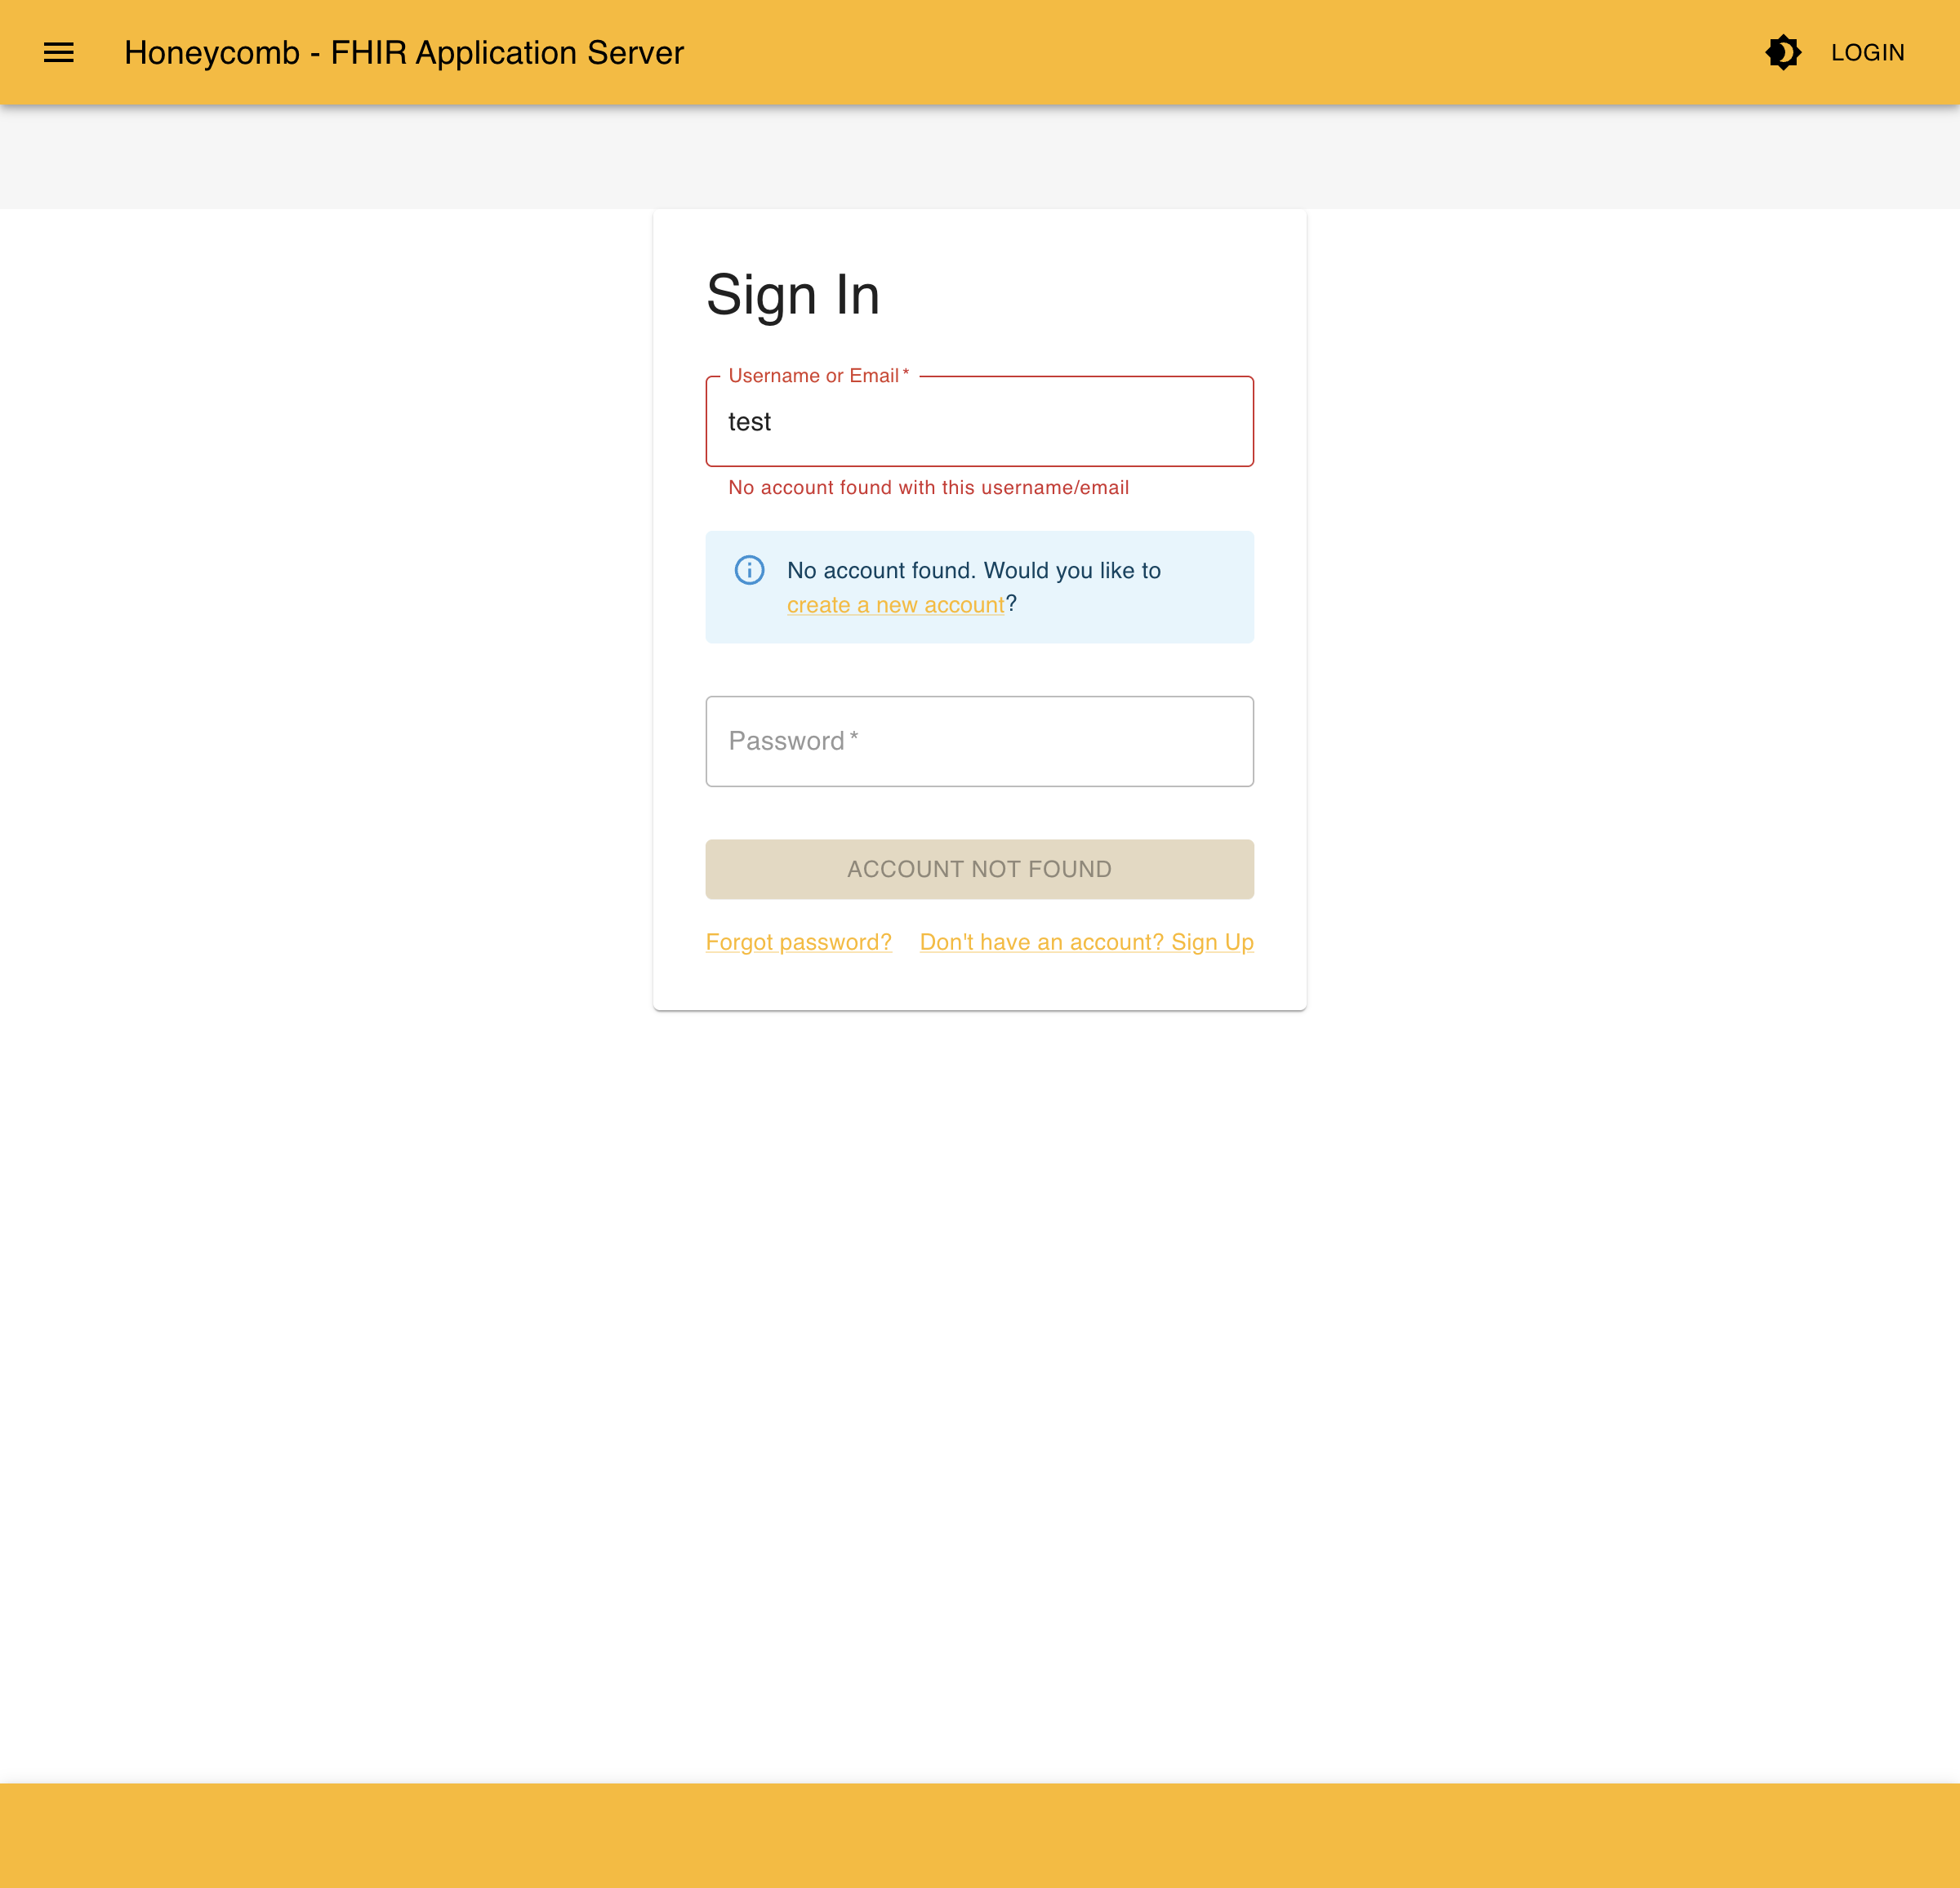 Honeycomb - FHIR Application Server
LOGIN
Sign In
Username or Email *
test
No account found with this username/email
No account found. Would you like to
create a new account?
Password *
ACCOUNT NOT FOUND
Forgot password?
Don't have an account? Sign Up